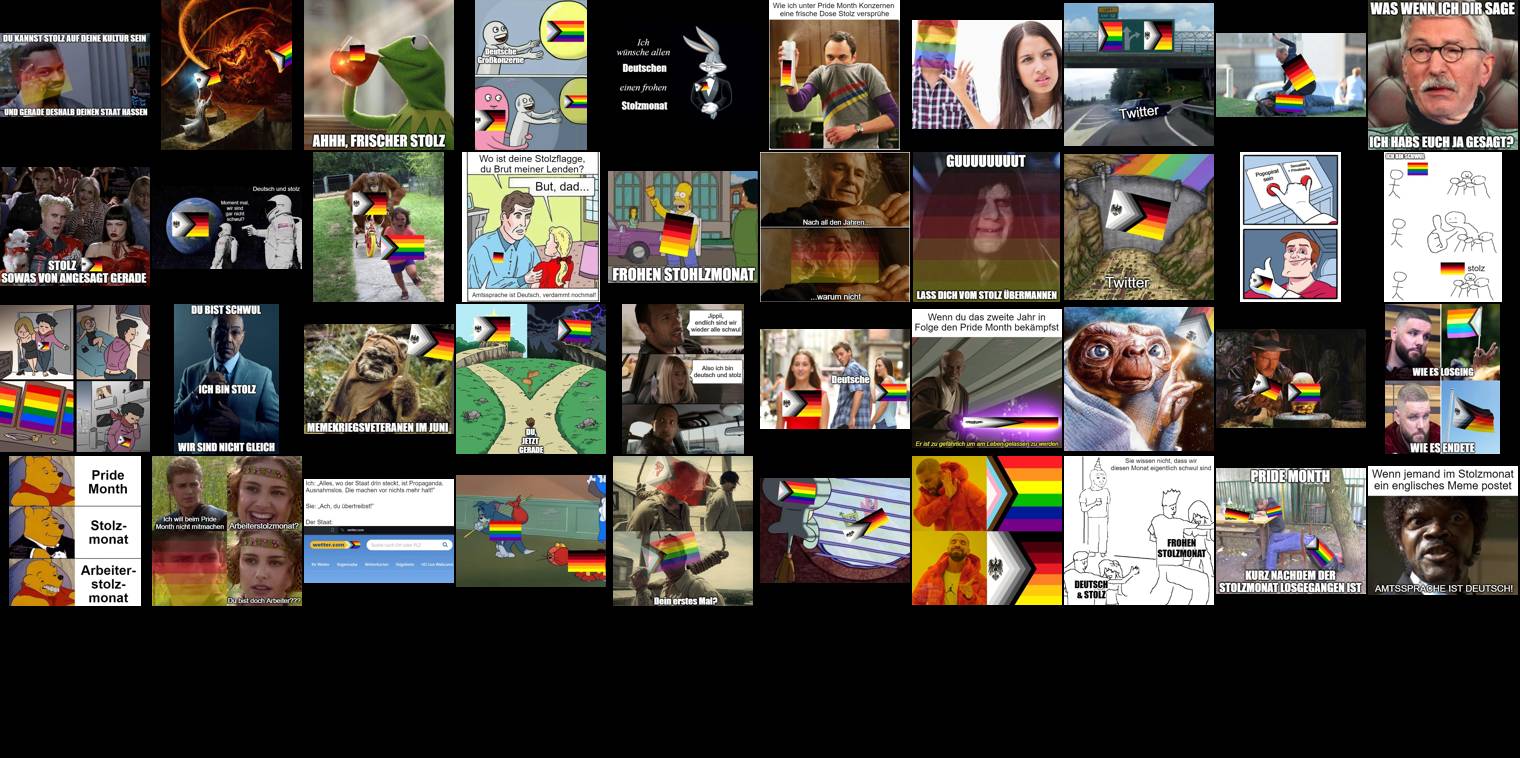 DU KANNST STOLZ AUF DEINE KULTUR SEIN
UND GERADE DESHALB DEINEN STAAT HASSEN
AHHH, FRISCHER STOLZ
Deutsche
Großkonzerne
Ich
wünsche allen
Deutschen
einen frohen
Stolzmonat
Wie ich unter Pride Month Konzernen
eine frische Dose Stolz versprühe
Twitter
WAS WENN ICH DIR SAGE
ICH HABS EUCH JA GESAGT?
STOLZ
SOWAS VON ANGESAGT GERADE
Deutsch und stolz
Moment mal,
wir sind
gar nicht
schwul?
Wo ist deine Stolzflagge,
du Brut meiner Lenden?
But, dad...
Amtssprache ist Deutsch, verdammt nochmal!
FROHEN STOHLZMONAT
Nach all den Jahren...
...warum nicht
GUUUUUUUUT
LASS DICH VOM STOLZ ÜBERMANNEN
Twitter
Popopirat
sein
ICH BIN SCHWUL
stolz
DU BIST SCHWUL
ICH BIN STOLZ
WIR SIND NICHT GLEICH
MEMEKRIEGSVETERANEN IM JUNI
DU,
JETZT
GERADE
Jippii,
endlich sind wir
wieder alle schwul
Also ich bin
deutsch und stolz
Deutsche
Wenn du das zweite Jahr in
Folge den Pride Month bekämpfst
Er ist zu gefährlich um am Leben gelassen zu werden
WIE ES LOSGING
WIE ES ENDETE
Pride
Month
Stolz-
monat
Arbeiter-
stolz-
monat
Ich will beim Pride
Month nicht mitmachen
Arbeiterstolzmonat?
Du bist doch Arbeiter???
Ich: „Alles, wo der Staat drin steckt, ist Propaganda.
Ausnahmslos. Die machen vor nichts mehr halt!"
Sie: „Ach, du übertreibst!"
Der Staat:
wetter.com
Dein erstes Mal?
Sie wissen nicht, dass wir
diesen Monat eigentlich schwul sind
FROHEN
STOLZMONAT
DEUTSCH
& STOLZ
PRIDE MONTH
KURZ NACHDEM DER
STOLZMONAT LOSGEGANGEN IST
Wenn jemand im Stolzmonat
ein englisches Meme postet
AMTSSPRACHE IST DEUTSCH!